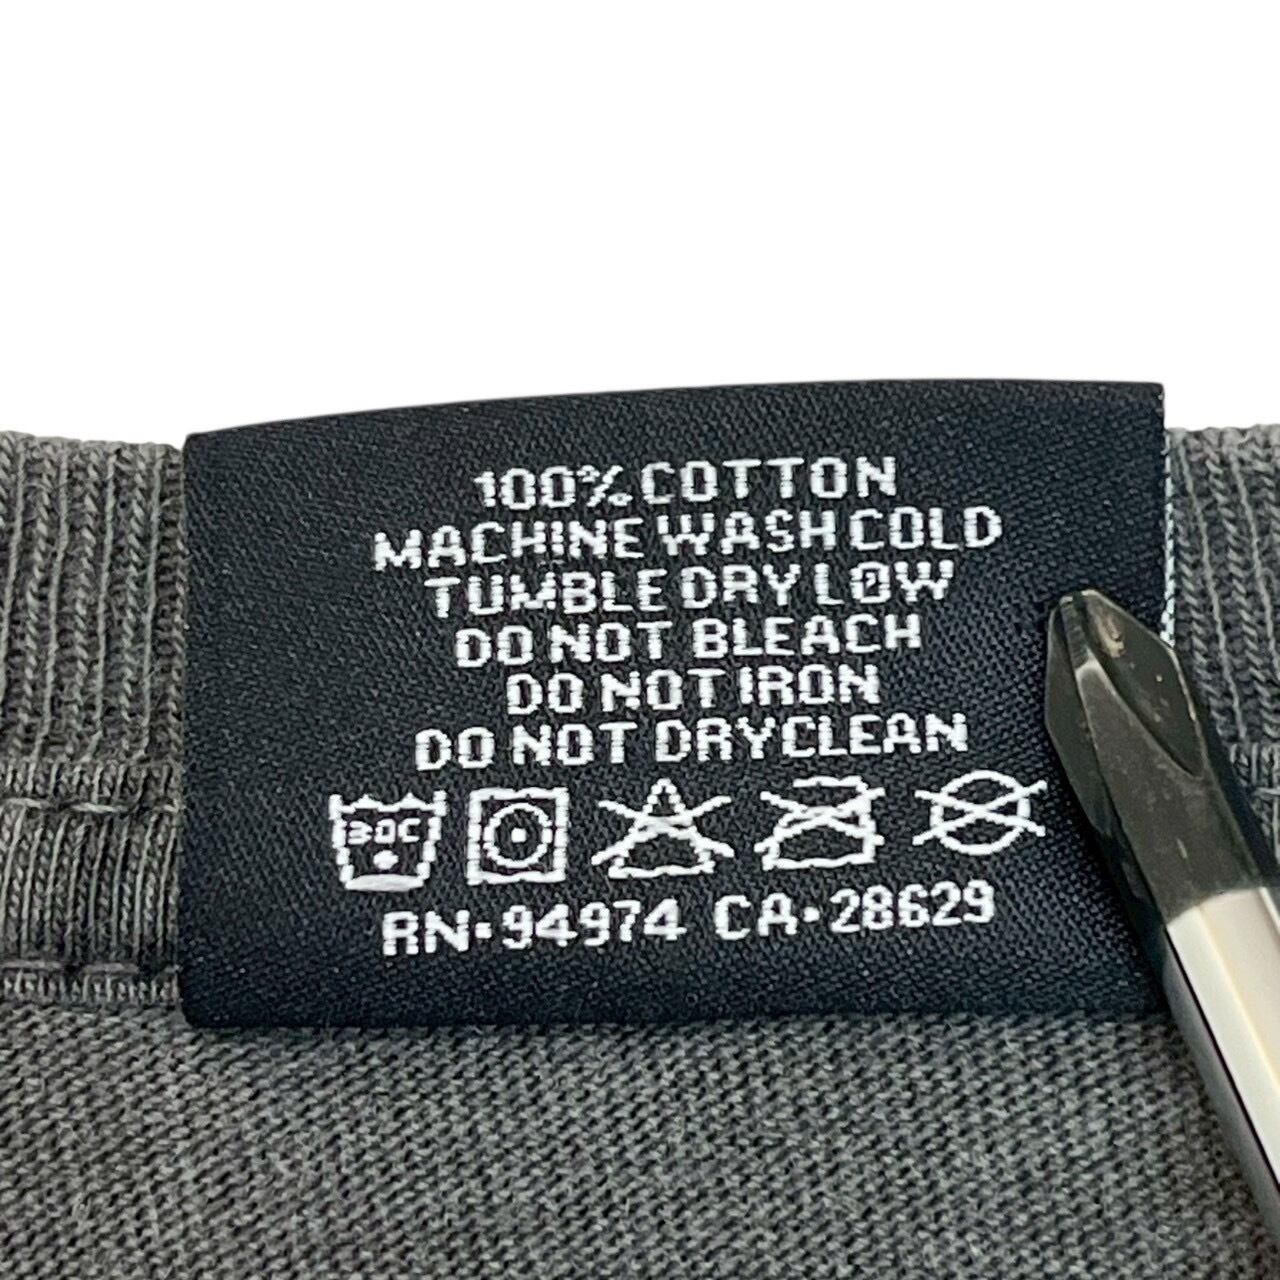 100% COTTON
MACHINE WASH COLD
TUMBLE DRY LOW
DO NOT BLEACH
DO NOT IRON
DO NOT DRYCLEAN
30C
RN•94974 CA•28629